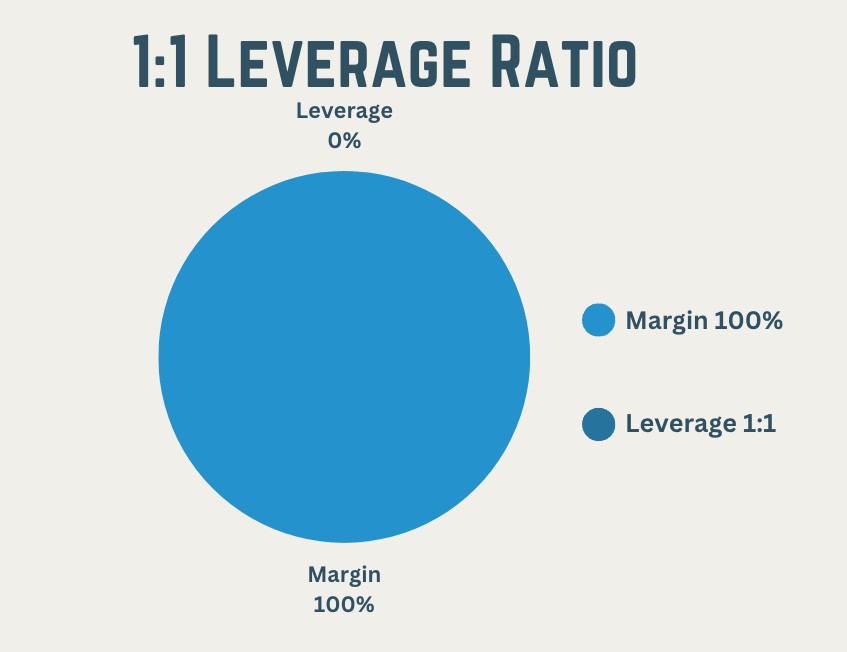 1:1 Leverage Ratio
Leverage
0%
Margin 100%
Leverage 1:1
Margin
100%